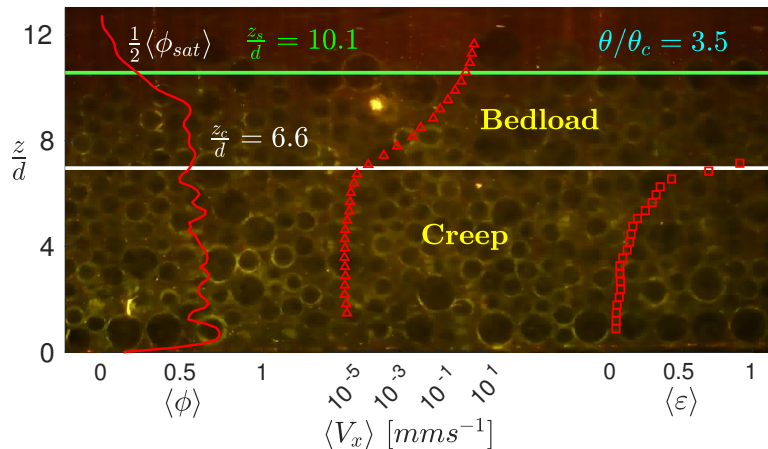 12
8
4
0
z/d
½⟨ϕ_sat⟩
z_s/d = 10.1
θ/θ_c = 3.5
Bedload
z_c/d = 6.6
Creep
0 0.5 1
⟨ϕ⟩
10^-5 10^-3 10^-1 10^1
⟨V_x⟩ [mms^−1]
0 0.5 1
⟨ε⟩